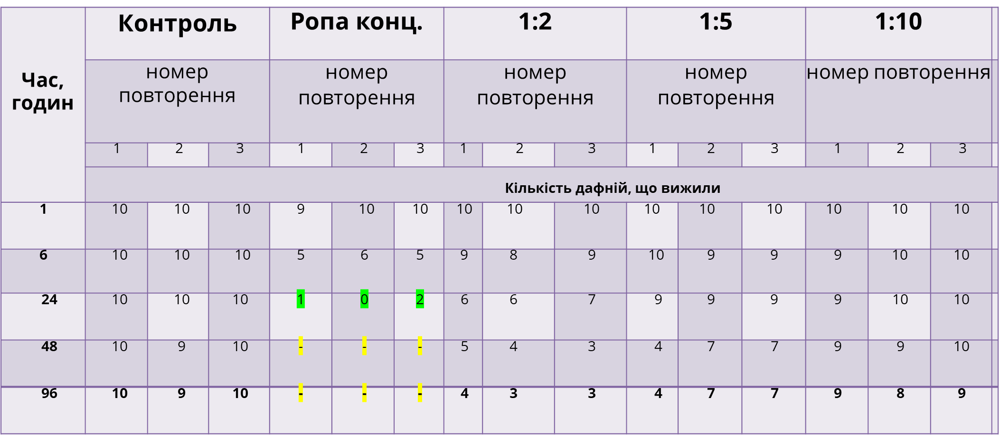 Контроль Ропа конц. 1:2 1:5 1:10
Час,
годин
номер номер номер номер номер повторення
повторення повторення повторення повторення
1 2 3 1 2 3 1 2 3 1 2 3 1 2 3
Кількість дафній, що вижили
1 10 10 10 9 10 10 10 10 10 10 10 10 10 10 10
6 10 10 10 5 6 5 9 8 9 10 9 9 9 10 10
24 10 10 10 1 0 2 6 6 7 9 9 9 9 10 10
48 10 9 10 - - - 5 4 3 4 7 7 9 9 10
96 10 9 10 - - - 4 3 3 4 7 7 9 8 9